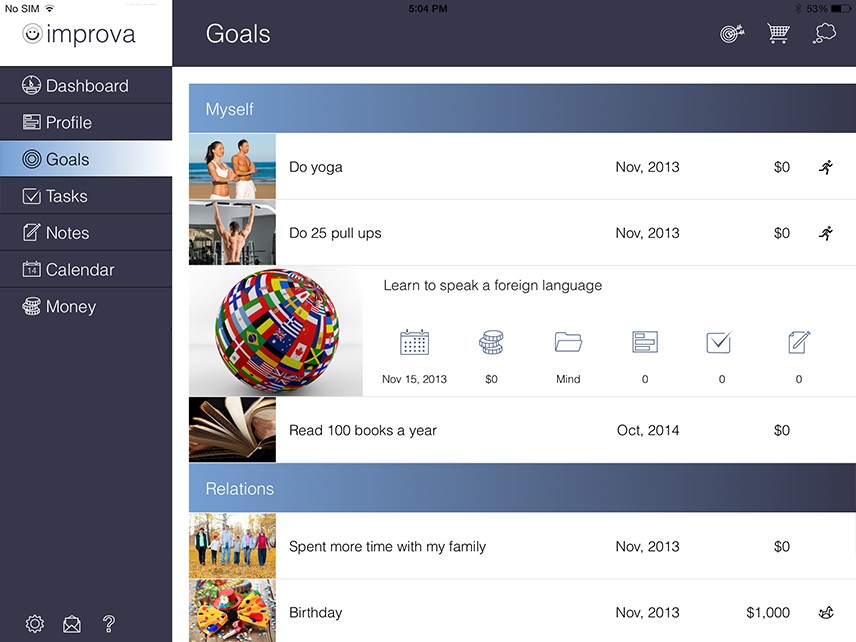 No SIM 5:04 PM 53%
improva Goals
Dashboard
Profile
Goals
Tasks
Notes
14 Calendar
Money
Myself
Do yoga Nov, 2013 $0
Do 25 pull ups Nov, 2013 $0
Learn to speak a foreign language
Nov 15, 2013 $0 Mind 0 0 0
Read 100 books a year Oct, 2014 $0
Relations
Spent more time with my family Nov, 2013 $0
Birthday Nov, 2013 $1,000
?